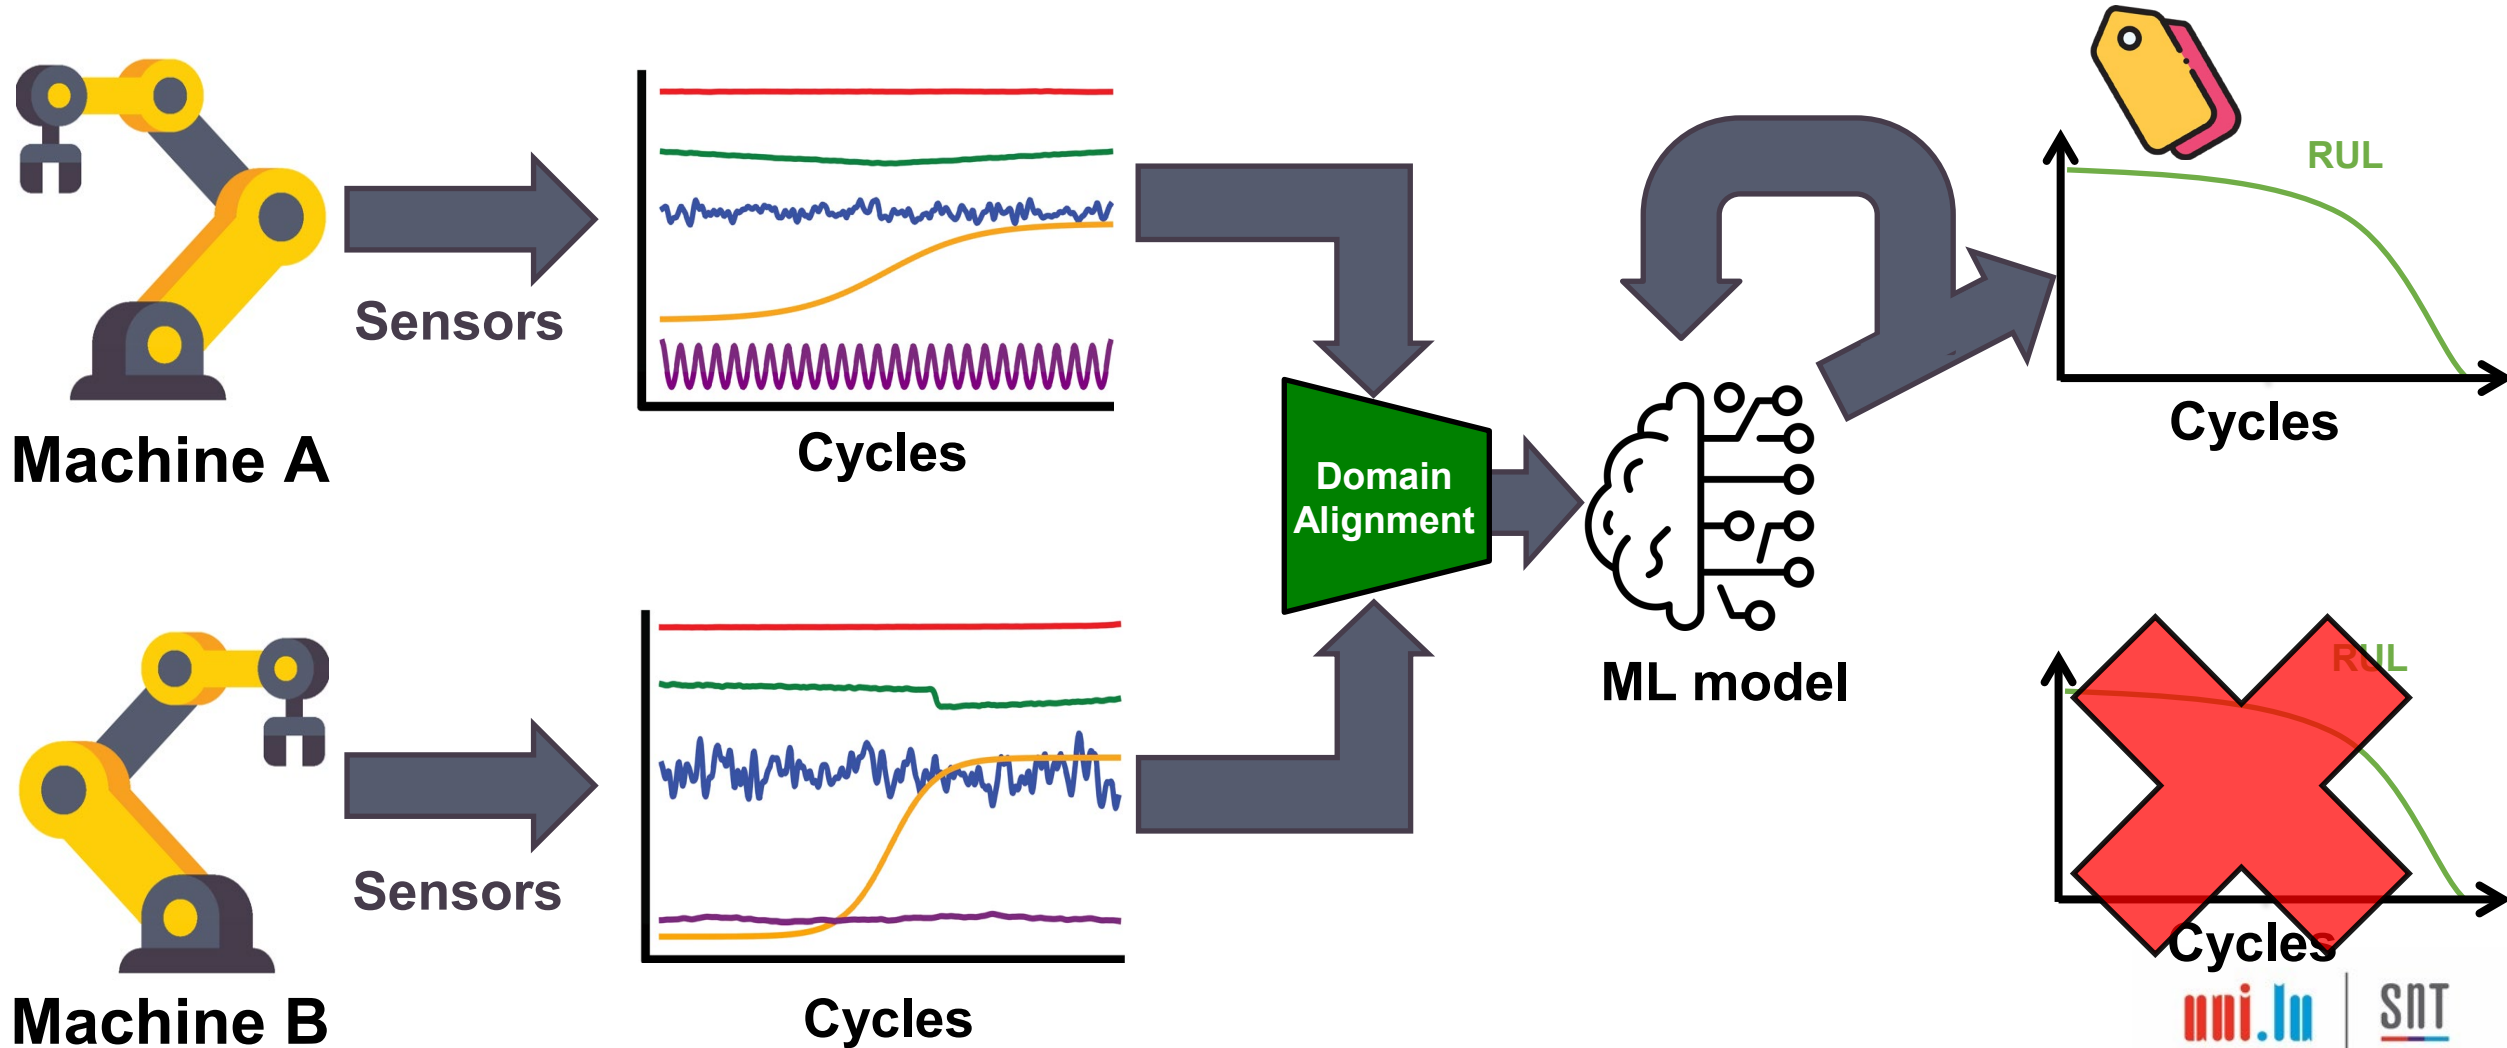 RUL
Sensors
Machine A
Cycles
Cycles
Domain
Alignment
ML model
RUL
Sensors
Machine B
Cycles
Cycles
uni.lu
SNT